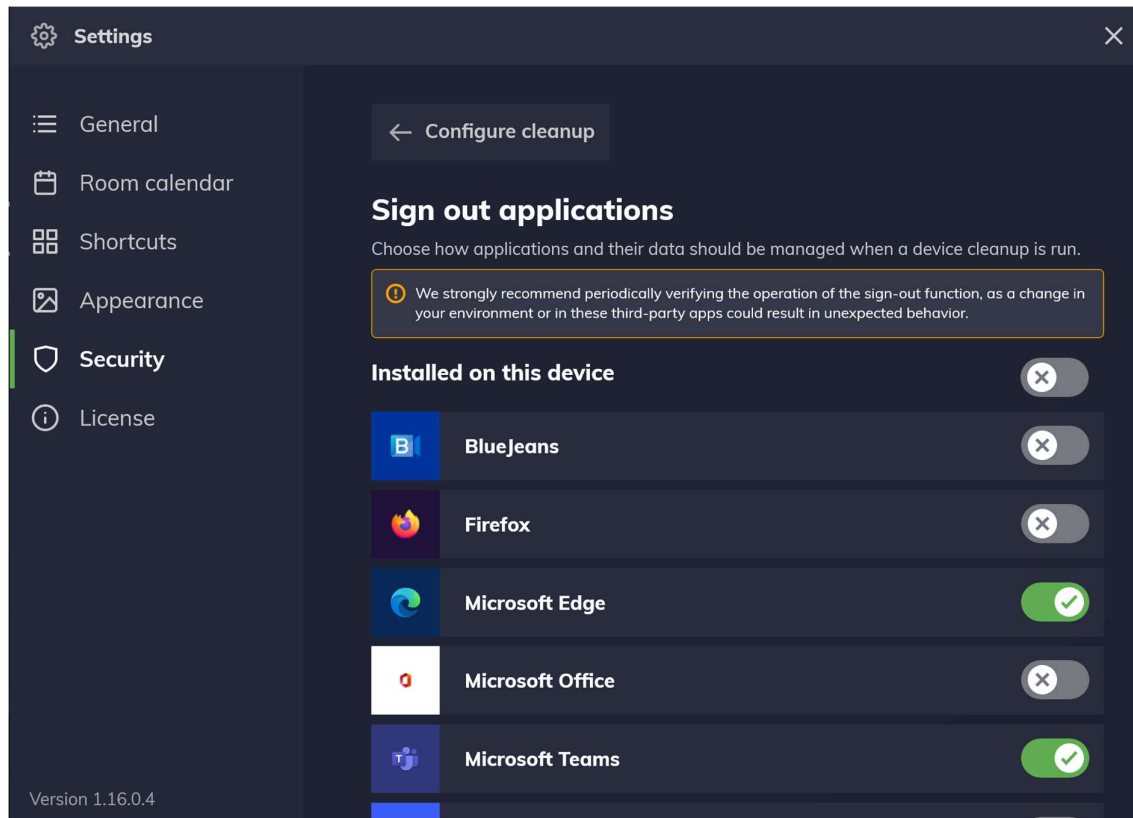 Settings
General
Room calendar
Shortcuts
Appearance
Security
License
Version 1.16.0.4
Configure cleanup
Sign out applications
Choose how applications and their data should be managed when a device cleanup is run.
We strongly recommend periodically verifying the operation of the sign-out function, as a change in
your environment or in these third-party apps could result in unexpected behavior.
Installed on this device
B
BlueJeans
Firefox
Microsoft Edge
Microsoft Office
T
Microsoft Teams